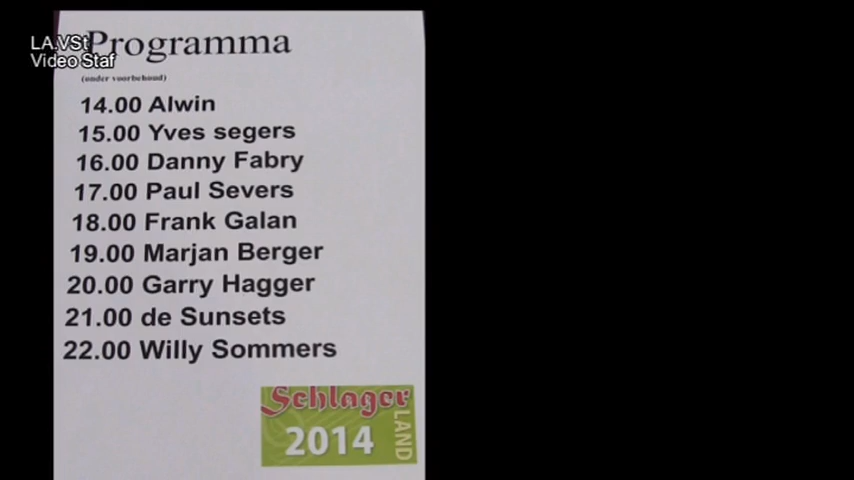 LA.VSt
Video Staf
Programma
(onder voorbehoud)
14.00 Alwin
15.00 Yves segers
16.00 Danny Fabry
17.00 Paul Severs
18.00 Frank Galan
19.00 Marjan Berger
20.00 Garry Hagger
21.00 de Sunsets
22.00 Willy Sommers
Schlager
LAND
2014